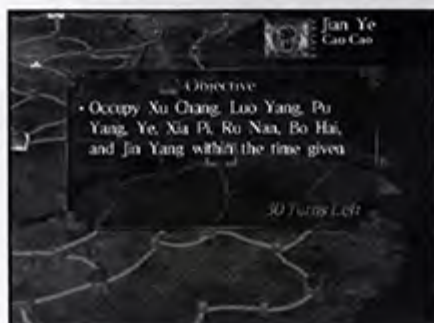 Jian Ye
Cao Cao
Objective
• Occupy Xu Chang, Luo Yang, Pu
Yang, Ye, Xia Pi, Ru Nan, Bo Hai,
and Jin Yang within the time given
30 Turns Left